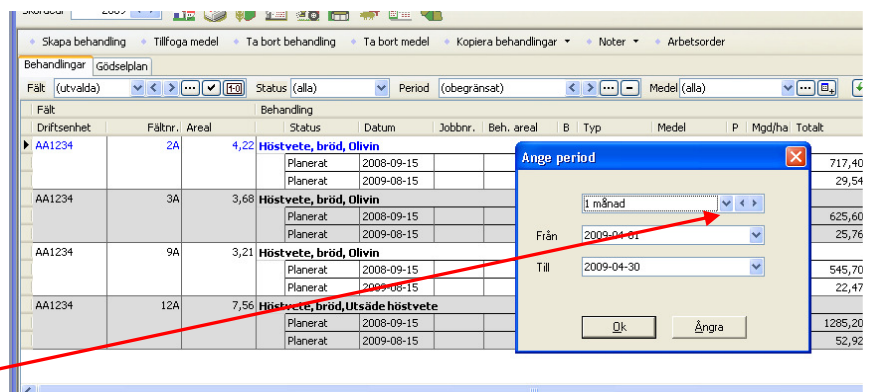 Skördeår 2009
Skapa behandling Tillfoga medel Ta bort behandling Ta bort medel Kopiera behandlingar Noter Arbetsorder
Behandlingar Gödselplan
Fält (utvalda) Status (alla) Period (obegränsat) Medel (alla)
Fält Behandling
Driftsenhet Fältnr. Areal Status Datum Jobbnr. Beh. areal B Typ Medel P Mgd/ha Totalt
AA1234 2A 4,22 Höstvete, bröd, Olivin
Planerat 2008-09-15 717,40
Planerat 2009-08-15 29,54
AA1234 3A 3,68 Höstvete, bröd, Olivin
Planerat 2008-09-15 625,60
Planerat 2009-08-15 25,76
AA1234 9A 3,21 Höstvete, bröd, Olivin
Planerat 2008-09-15 545,70
Planerat 2009-08-15 22,47
AA1234 12A 7,56 Höstvete, bröd,Utsäde höstvete
Planerat 2008-09-15 1285,20
Planerat 2009-08-15 52,92
Ange period
1 månad
Från 2009-04-01
Till 2009-04-30
Ok Ångra